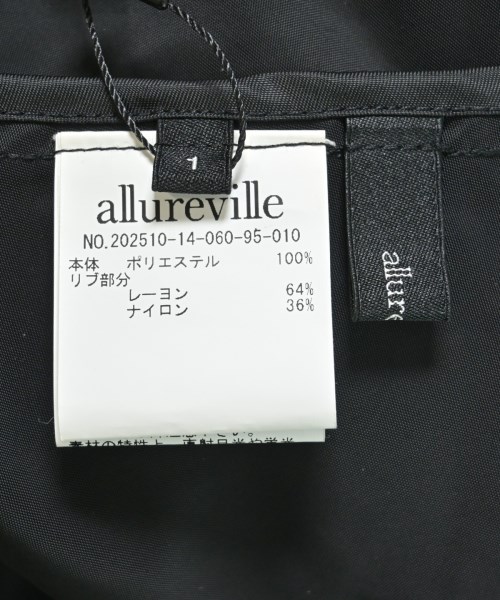 1
allureville
NO.202510-14-060-95-010
本体 ポリエステル 100%
リブ部分
レーヨン 64%
ナイロン 36%
allure